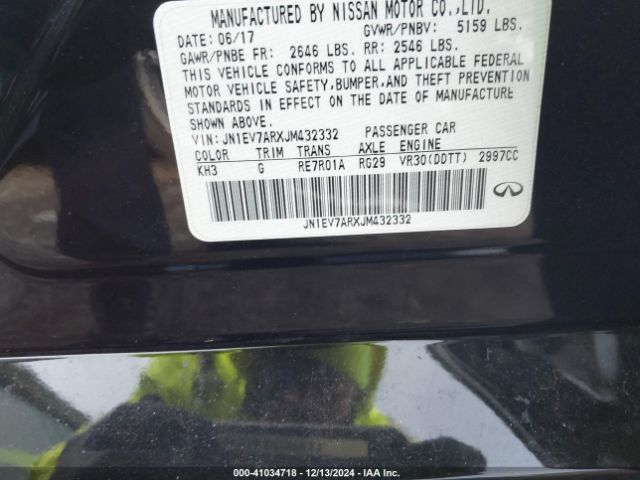 MANUFACTURED BY NISSAN MOTOR CO.,LTD.
DATE: 06/17 GVWR/PNBV: 5159 LBS.
GAWR/PNBE FR: 2646 LBS. RR: 2546 LBS.
THIS VEHICLE CONFORMS TO ALL APPLICABLE FEDERAL
MOTOR VEHICLE SAFETY,BUMPER,AND THEFT PREVENTION
STANDARDS IN EFFECT ON THE DATE OF MANUFACTURE
SHOWN ABOVE.
VIN:JN1EV7ARXJM432332 PASSENGER CAR
COLOR TRIM TRANS AXLE ENGINE
KH3 G RE7R01A RG29 VR30(DDTT) 2997CC
JN1EV7ARXJM432332
000-41034718 - 12/13/2024 - IAA Inc.